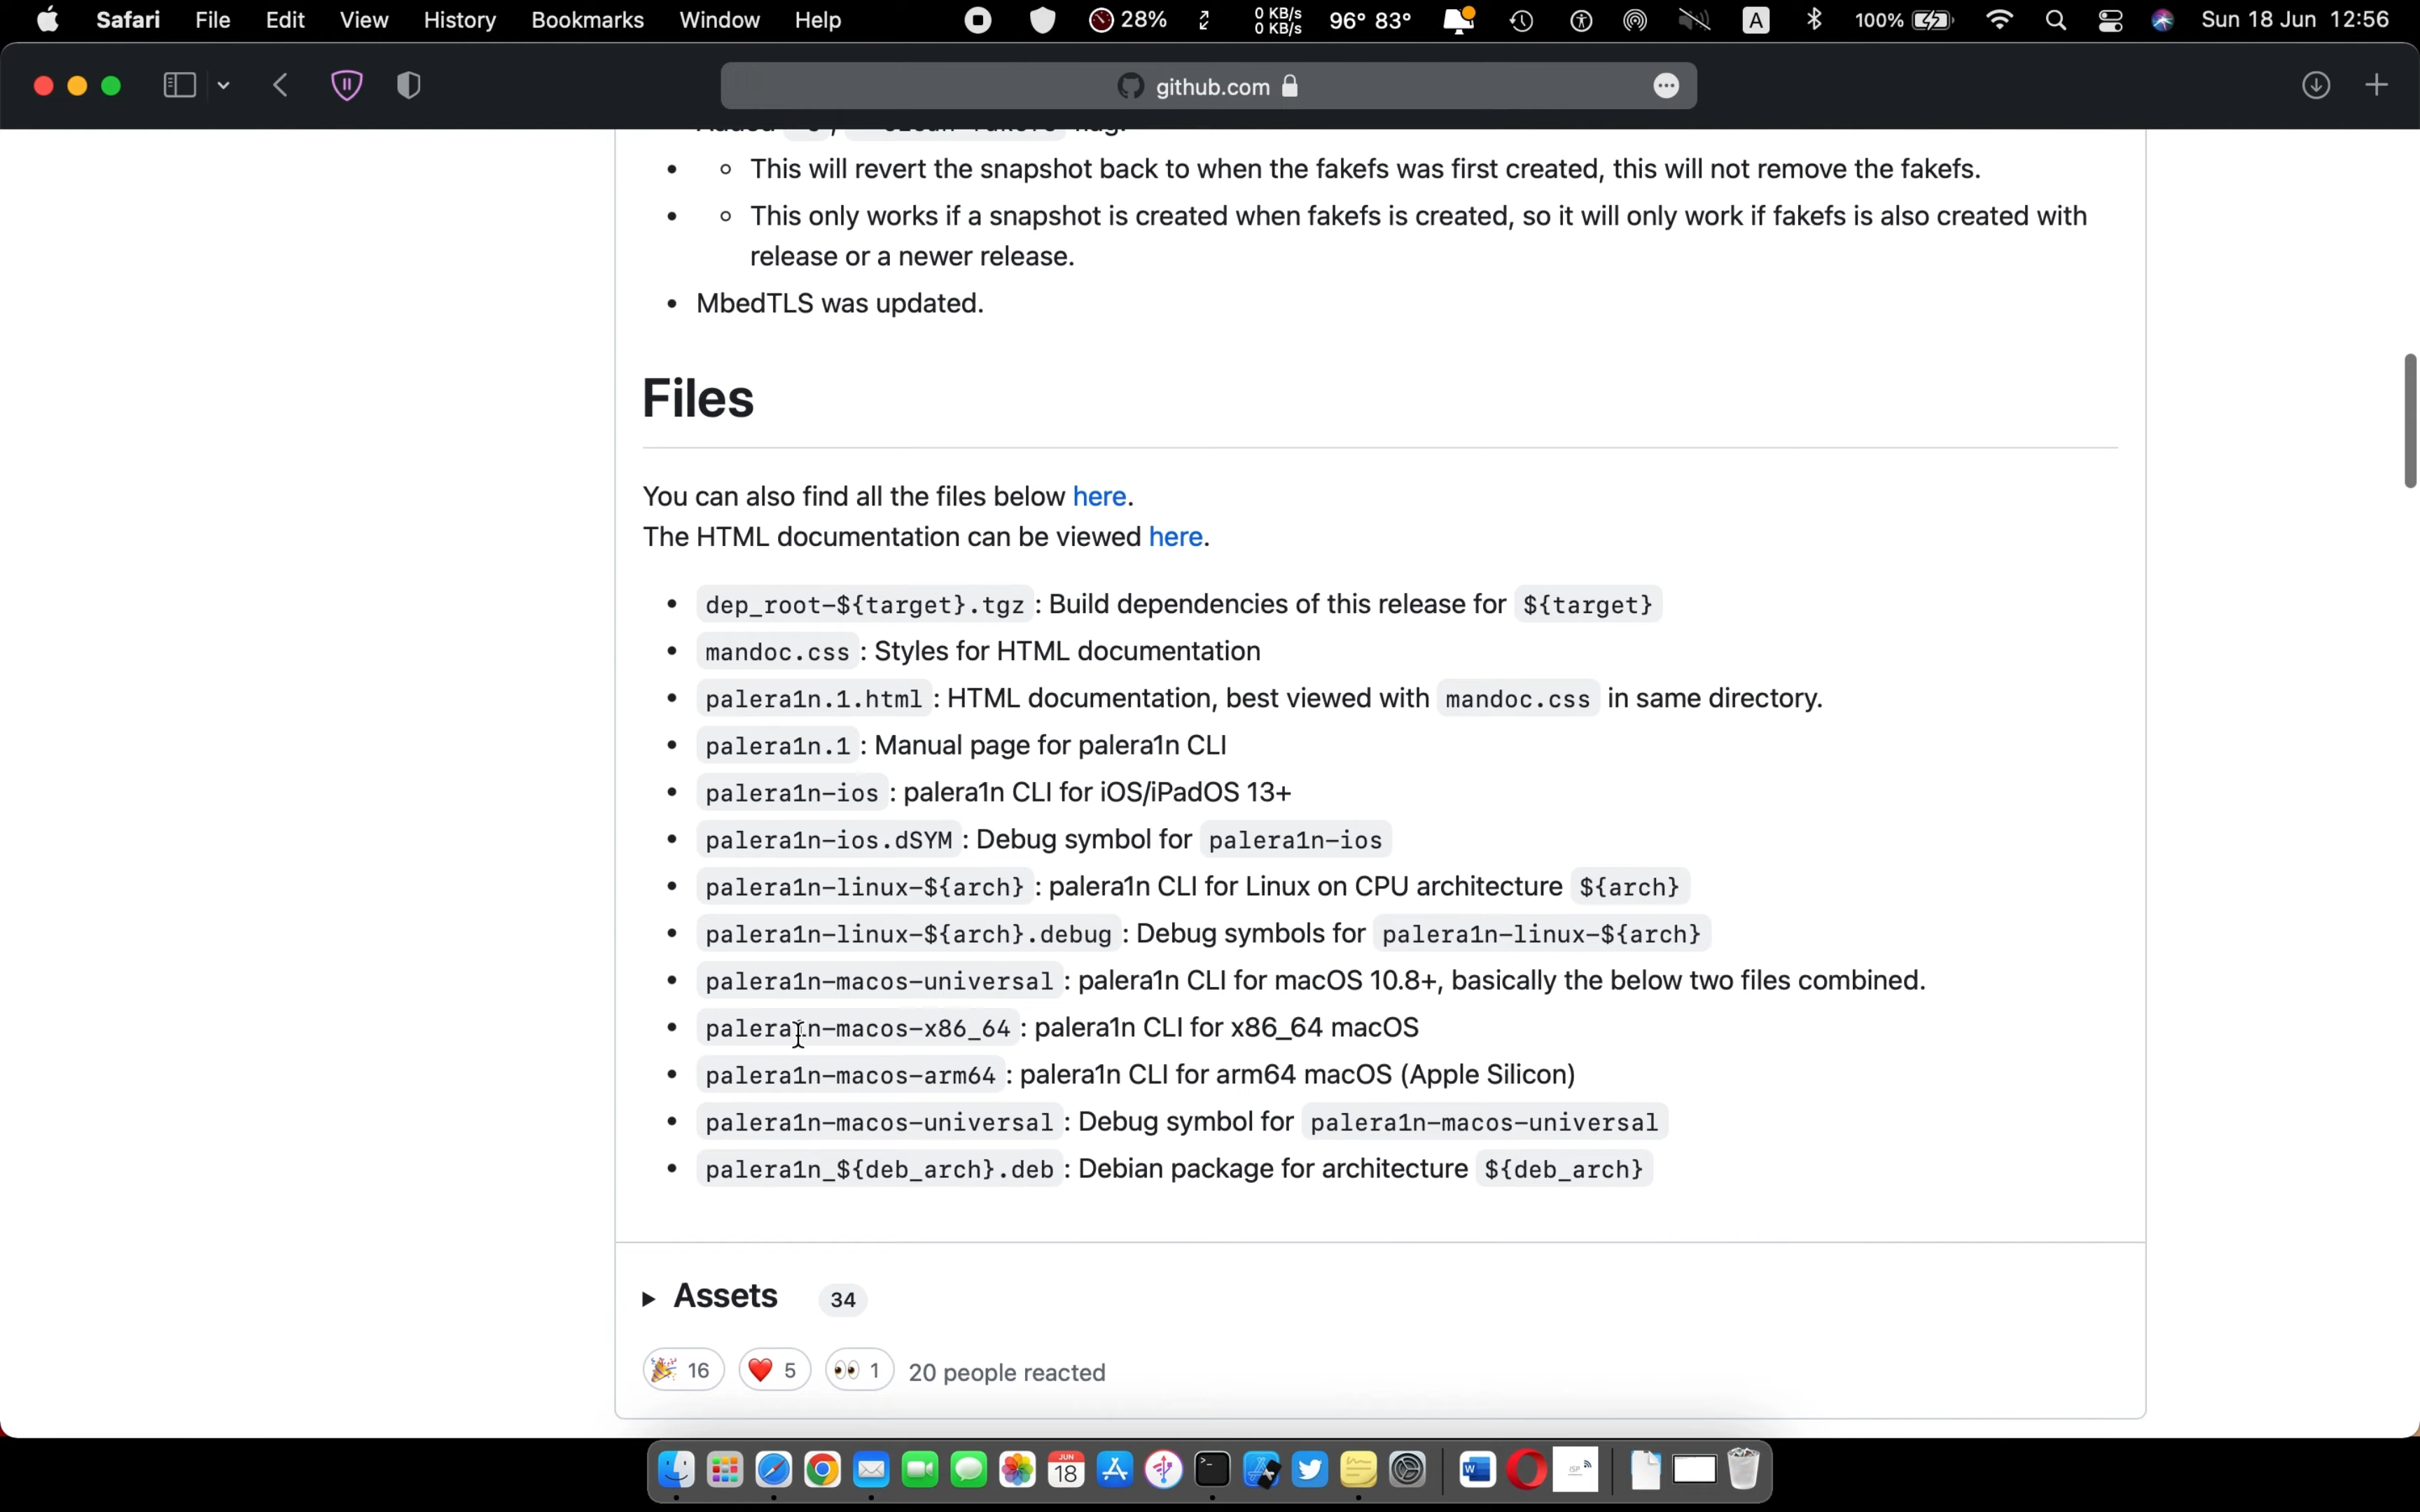 Safari File Edit View History Bookmarks Window Help 28% 0 KB/s 0 KB/s 96° 83° A 100% Sun 18 Jun 12:56
github.com
This will revert the snapshot back to when the fakefs was first created, this will not remove the fakefs.
This only works if a snapshot is created when fakefs is created, so it will only work if fakefs is also created with
release or a newer release.
MbedTLS was updated.
Files
You can also find all the files below here.
The HTML documentation can be viewed here.
dep_root-${target}.tgz : Build dependencies of this release for ${target}
mandoc.css : Styles for HTML documentation
palera1n.1.html : HTML documentation, best viewed with mandoc.css in same directory.
palera1n.1 : Manual page for palera1n CLI
palera1n-ios : palera1n CLI for iOS/iPadOS 13+
palera1n-ios.dSYM : Debug symbol for palera1n-ios
palera1n-linux-${arch} : palera1n CLI for Linux on CPU architecture ${arch}
palera1n-linux-${arch}.debug : Debug symbols for palera1n-linux-${arch}
palera1n-macos-universal : palera1n CLI for macOS 10.8+, basically the below two files combined.
palera1n-macos-x86_64 : palera1n CLI for x86_64 macOS
palera1n-macos-arm64 : palera1n CLI for arm64 macOS (Apple Silicon)
palera1n-macos-universal : Debug symbol for palera1n-macos-universal
palera1n_${deb_arch}.deb : Debian package for architecture ${deb_arch}
Assets 34
16 5 1 20 people reacted
JUN
18
W
ISP